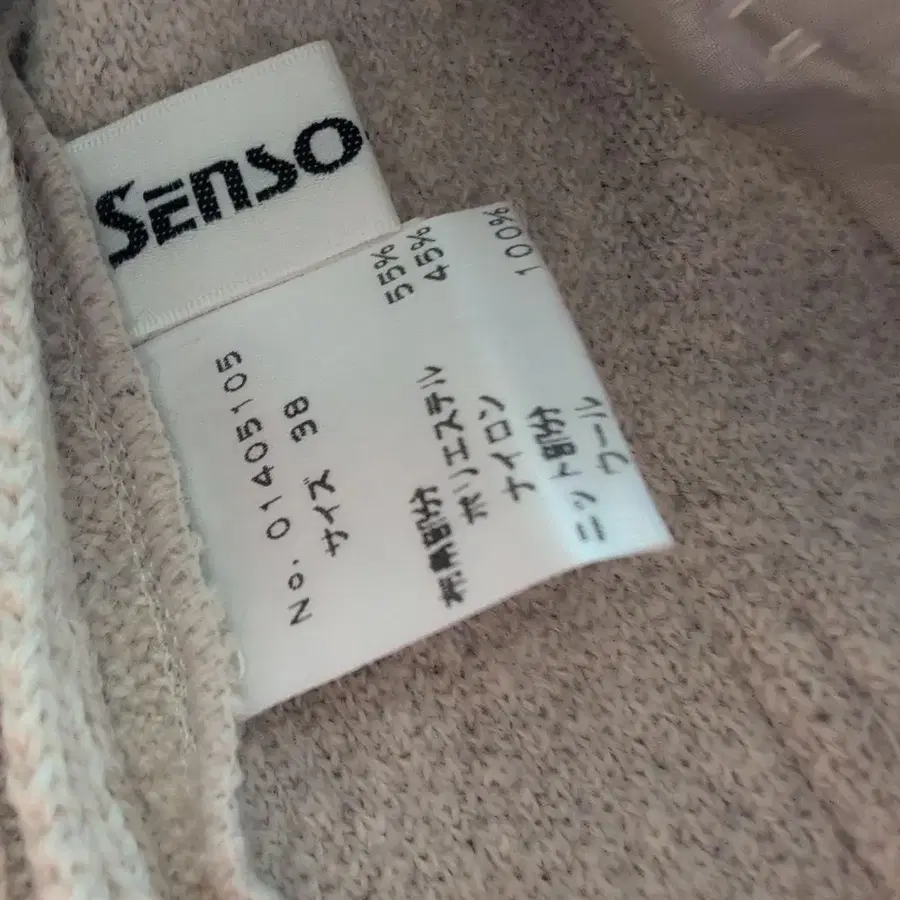 SENSO
No. 01405105
サイズ 38
布帛部分
ポリエステル 55%
ナイロン 45%
ニット部分
ウール 100%